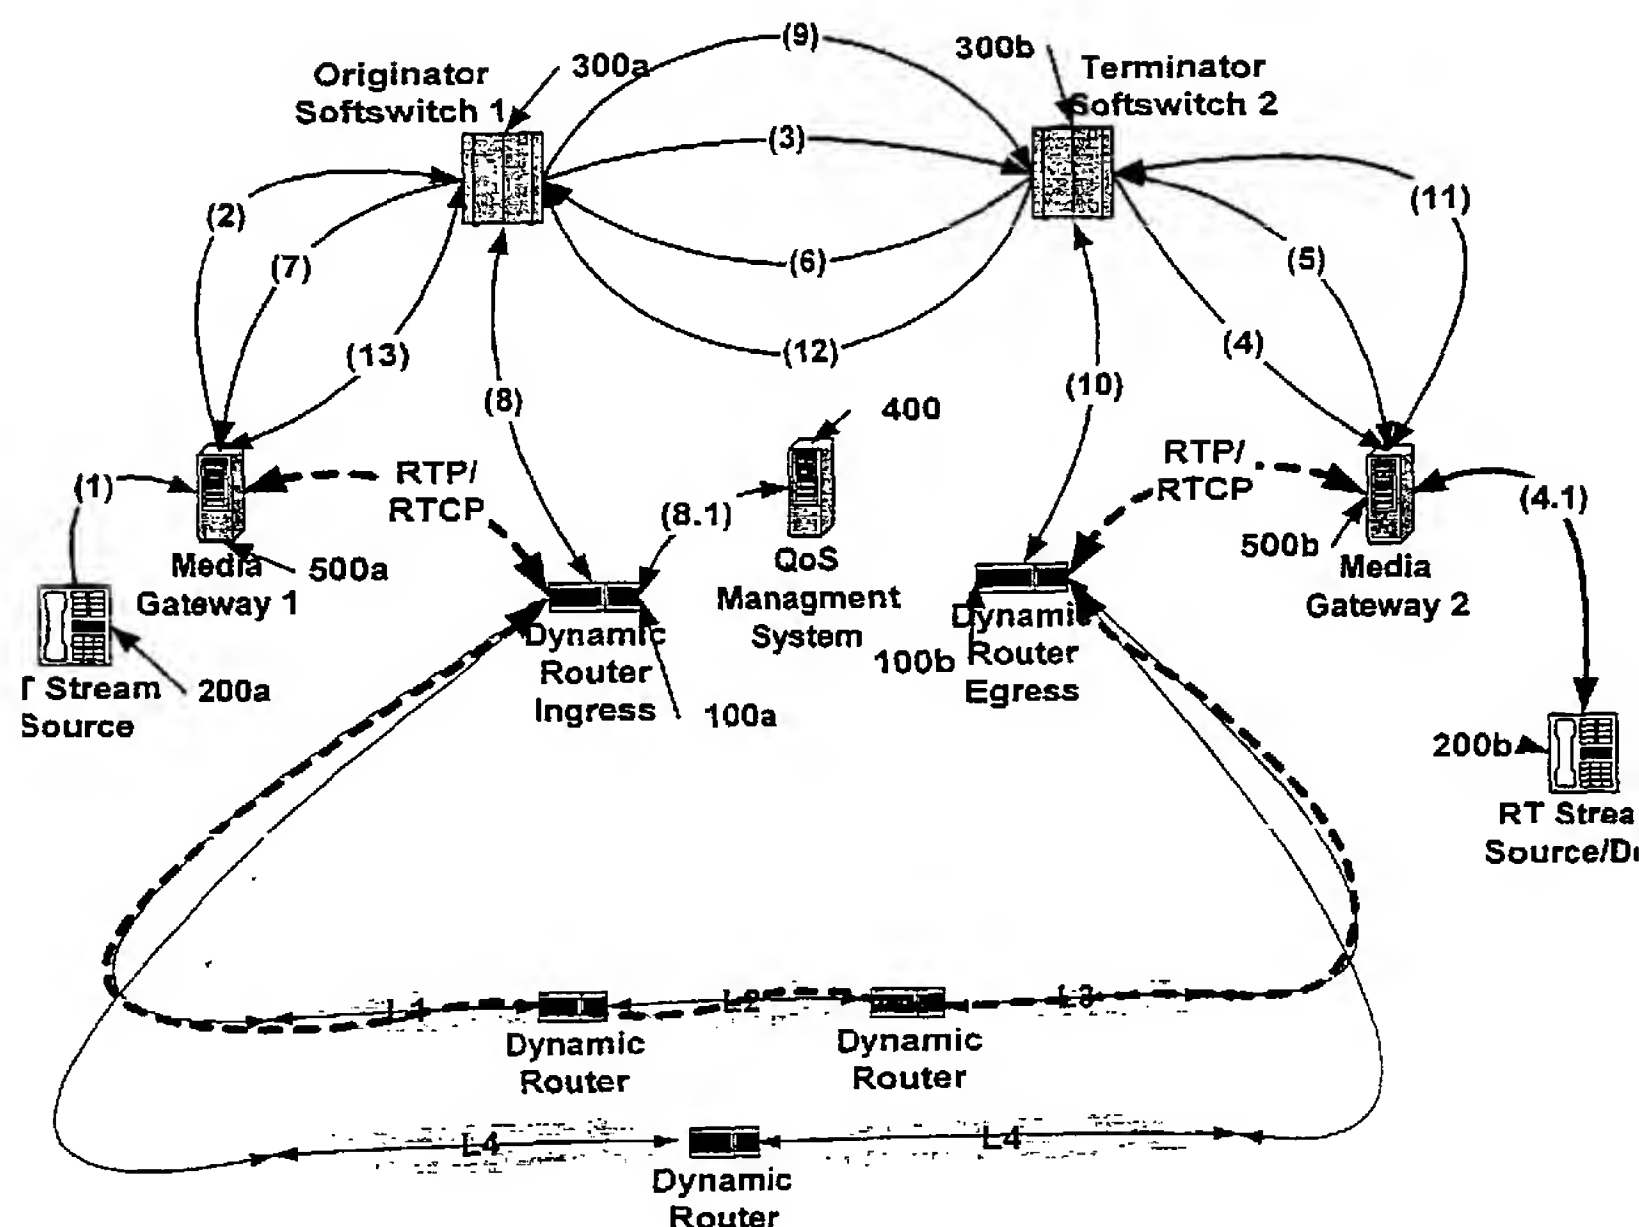 (9)
300b
Originator
Softswitch 1
300a
Terminator
Softswitch 2
(3)
(2)
(11)
(7)
(6)
(5)
(13)
(12)
(4)
(8)
(10)
400
RTP/
RTCP
RTP/
RTCP
(1)
(8.1)
(4.1)
Media
Gateway 1
500a
QoS
Managment
System
500b
Media
Gateway 2
Dynamic
Router
Ingress
100a
Dynamic
Router
Egress
100b
Stream
Source
200a
200b
RT Strea
Source/D
L1
L2
L3
Dynamic
Router
Dynamic
Router
L4
L4
Dynamic
Router